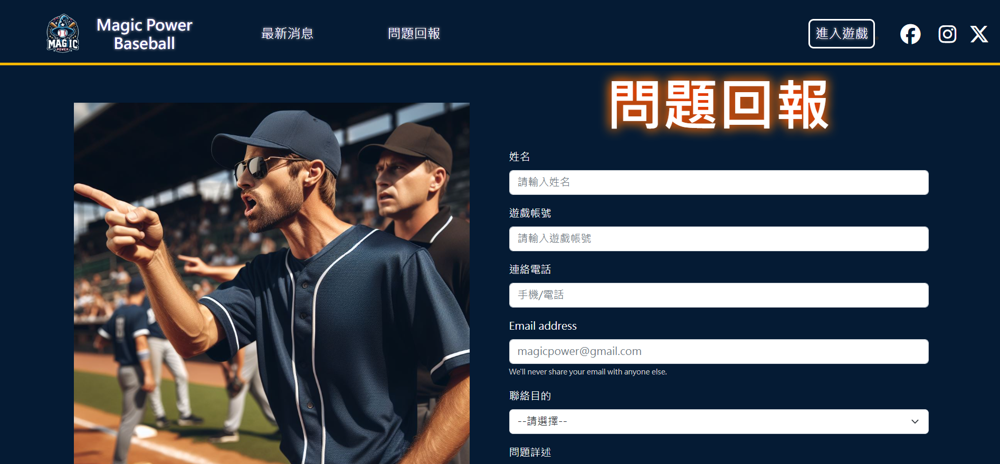 MAGIC
POWER
Magic Power
Baseball
最新消息
問題回報
進入遊戲
問題回報
姓名
請輸入姓名
遊戲帳號
請輸入遊戲帳號
連絡電話
手機/電話
Email address
magicpower@gmail.com
We'll never share your email with anyone else.
聯絡目的
--請選擇--
問題詳述